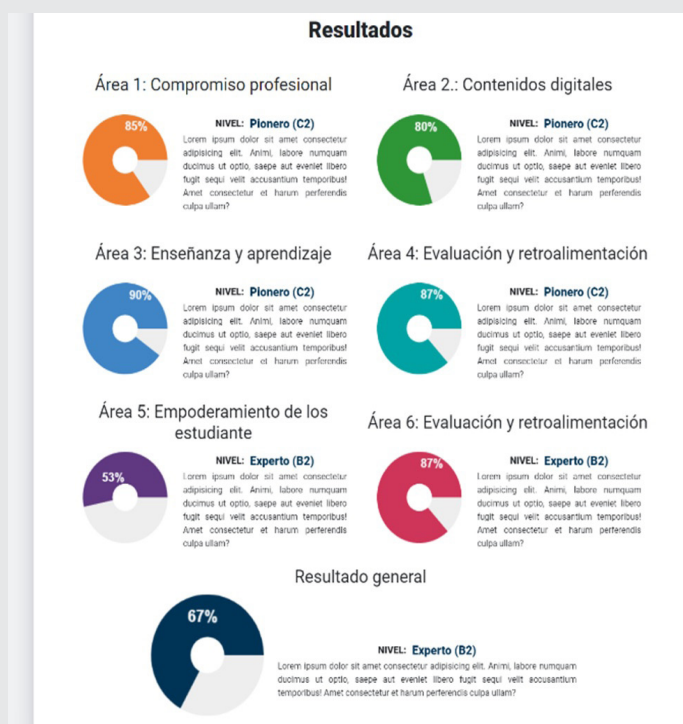 Resultados
Área 1: Compromiso profesional
85%
NIVEL: Pionero (C2)
Lorem ipsum dolor sit amet consectetur
adipisicing elit. Animi, labore numquam
ducimus ut optio, saepe aut eveniet libero
fugit sequi velit accusantium temporibus!
Amet consectetur et harum perferendis
culpa ullam?
Área 2.: Contenidos digitales
80%
NIVEL: Pionero (C2)
Lorem ipsum dolor sit amet consectetur
adipisicing elit. Animi, labore numquam
ducimus ut optio, saepe aut eveniet libero
fugit sequi velit accusantium temporibus!
Amet consectetur et harum perferendis
culpa ullam?
Área 3: Enseñanza y aprendizaje
90%
NIVEL: Pionero (C2)
Lorem ipsum dolor sit amet consectetur
adipisicing elit. Animi, labore numquam
ducimus ut optio, saepe aut eveniet libero
fugit sequi velit accusantium temporibus!
Amet consectetur et harum perferendis
culpa ullam?
Área 4: Evaluación y retroalimentación
87%
NIVEL: Pionero (C2)
Lorem ipsum dolor sit amet consectetur
adipisicing elit. Animi, labore numquam
ducimus ut optio, saepe aut eveniet libero
fugit sequi velit accusantium temporibus!
Amet consectetur et harum perferendis
culpa ullam?
Área 5: Empoderamiento de los
estudiante
53%
NIVEL: Experto (B2)
Lorem ipsum dolor sit amet consectetur
adipisicing elit. Animi, labore numquam
ducimus ut optio, saepe aut eveniet libero
fugit sequi velit accusantium temporibus!
Amet consectetur et harum perferendis
culpa ullam?
Área 6: Evaluación y retroalimentación
87%
NIVEL: Experto (B2)
Lorem ipsum dolor sit amet consectetur
adipisicing elit. Animi, labore numquam
ducimus ut optio, saepe aut eveniet libero
fugit sequi velit accusantium temporibus!
Amet consectetur et harum perferendis
culpa ullam?
Resultado general
67%
NIVEL: Experto (B2)
Lorem ipsum dolor sit amet consectetur adipisicing elit. Animi, labore numquam
ducimus ut optio, saepe aut eveniet libero fugit sequi velit accusantium
temporibus! Amet consectetur et harum perferendis culpa ullam?